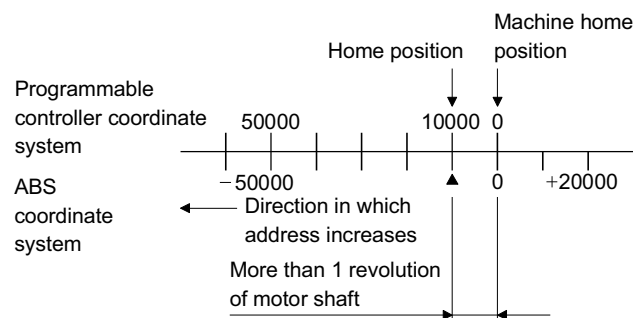 Machine home
position
Home position
Programmable
controller coordinate
system
50000 10000 0
ABS
coordinate
system
−50000 0 +20000
Direction in which
address increases
More than 1 revolution
of motor shaft